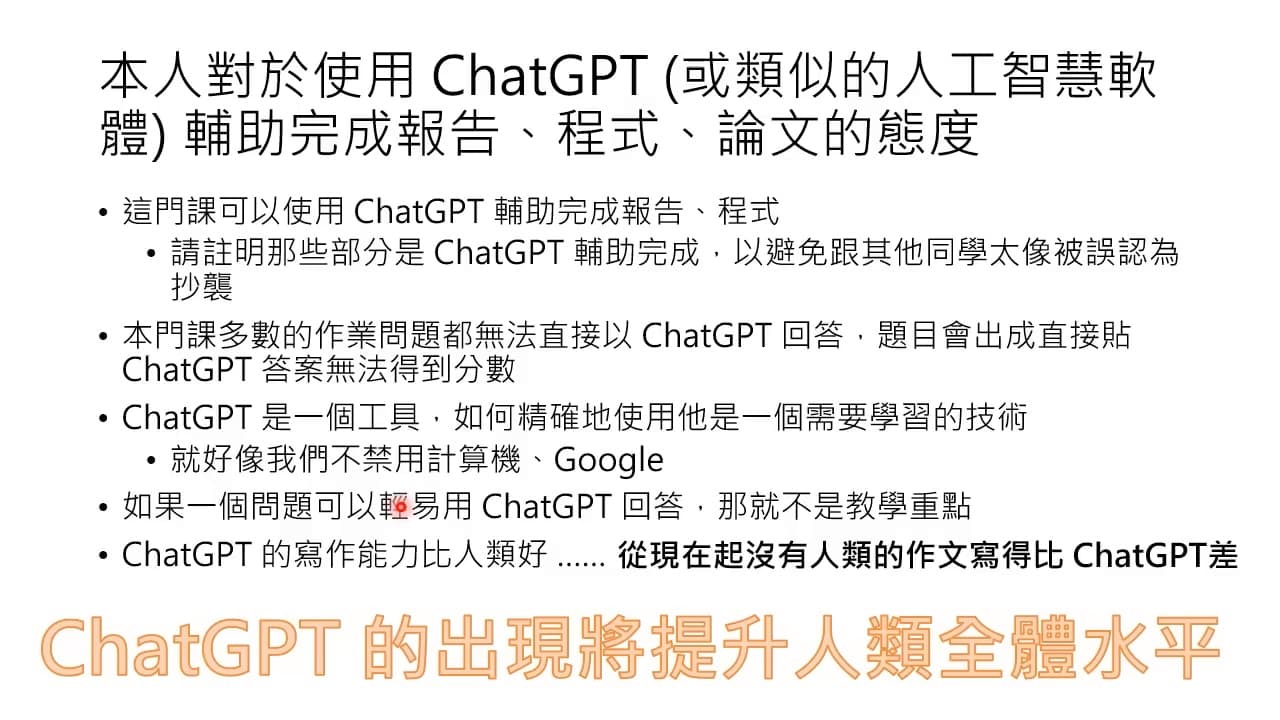 本人對於使用 ChatGPT (或類似的人工智慧軟
體) 輔助完成報告、程式、論文的態度
• 這門課可以使用 ChatGPT 輔助完成報告、程式
• 請註明那些部分是 ChatGPT 輔助完成，以避免跟其他同學太像被誤認為
抄襲
• 本門課多數的作業問題都無法直接以 ChatGPT 回答，題目會出成直接貼
ChatGPT 答案無法得到分數
• ChatGPT 是一個工具，如何精確地使用他是一個需要學習的技術
• 就好像我們不禁用計算機、Google
• 如果一個問題可以輕易用 ChatGPT 回答，那就不是教學重點
• ChatGPT 的寫作能力比人類好 …… 從現在起沒有人類的作文寫得比 ChatGPT差
ChatGPT 的出現將提升人類全體水平